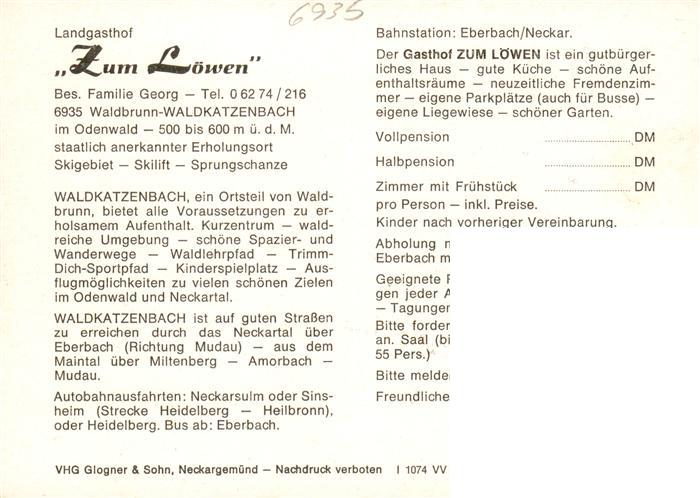 6935
Landgasthof
„Zum Löwen"
Bes. Familie Georg — Tel. 0 62 74 / 216
6935 Waldbrunn-WALDKATZENBACH
im Odenwald — 500 bis 600 m ü. d. M.
staatlich anerkannter Erholungsort
Skigebiet — Skilift — Sprungschanze
WALDKATZENBACH, ein Ortsteil von Wald-
brunn, bietet alle Voraussetzungen zu er-
holsamem Aufenthalt. Kurzentrum — wald-
reiche Umgebung — schöne Spazier- und
Wanderwege — Waldlehrpfad — Trimm-
Dich-Sportpfad — Kinderspielplatz — Aus-
flugmöglichkeiten zu vielen schönen Zielen
im Odenwald und Neckartal.
WALDKATZENBACH ist auf guten Straßen
zu erreichen durch das Neckartal über
Eberbach (Richtung Mudau) — aus dem
Maintal über Miltenberg — Amorbach —
Mudau.
Autobahnausfahrten: Neckarsulm oder Sins-
heim (Strecke Heidelberg — Heilbronn),
oder Heidelberg. Bus ab: Eberbach.
Bahnstation: Eberbach/Neckar.
Der Gasthof ZUM LÖWEN ist ein gutbürger-
liches Haus — gute Küche — schöne Auf-
enthaltsräume — neuzeitliche Fremdenzim-
mer — eigene Parkplätze (auch für Busse) —
eigene Liegewiese — schöner Garten.
Vollpension ........................ DM
Halbpension ........................ DM
Zimmer mit Frühstück ........................ DM
pro Person — inkl. Preise.
Kinder nach vorheriger Vereinbarung.
Abholung
Eberbach
Geeignete
gen jeder
— Tagungen
Bitte
an. Saal
55 Pers.)
Bitte
Freundliche
VHG Glogner & Sohn, Neckargemünd — Nachdruck verboten I 1074 VV